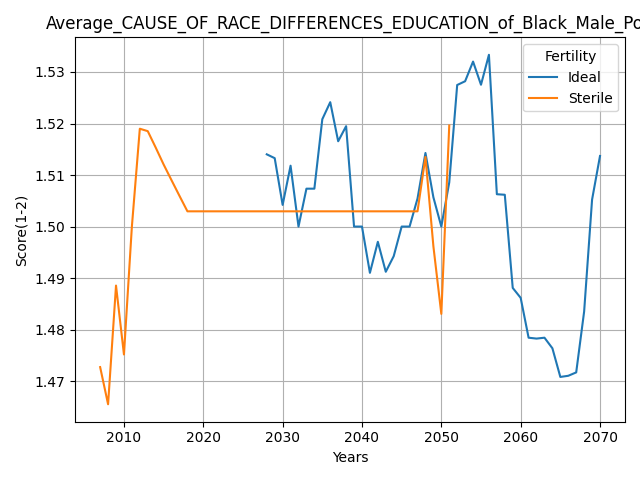 Average_CAUSE_OF_RACE_DIFFERENCES_EDUCATION_of_Black_Male_Po
Fertility
Ideal
Sterile
1.53
1.52
1.51
1.50
1.49
1.48
1.47
Score(1-2)
2010 2020 2030 2040 2050 2060 2070
Years